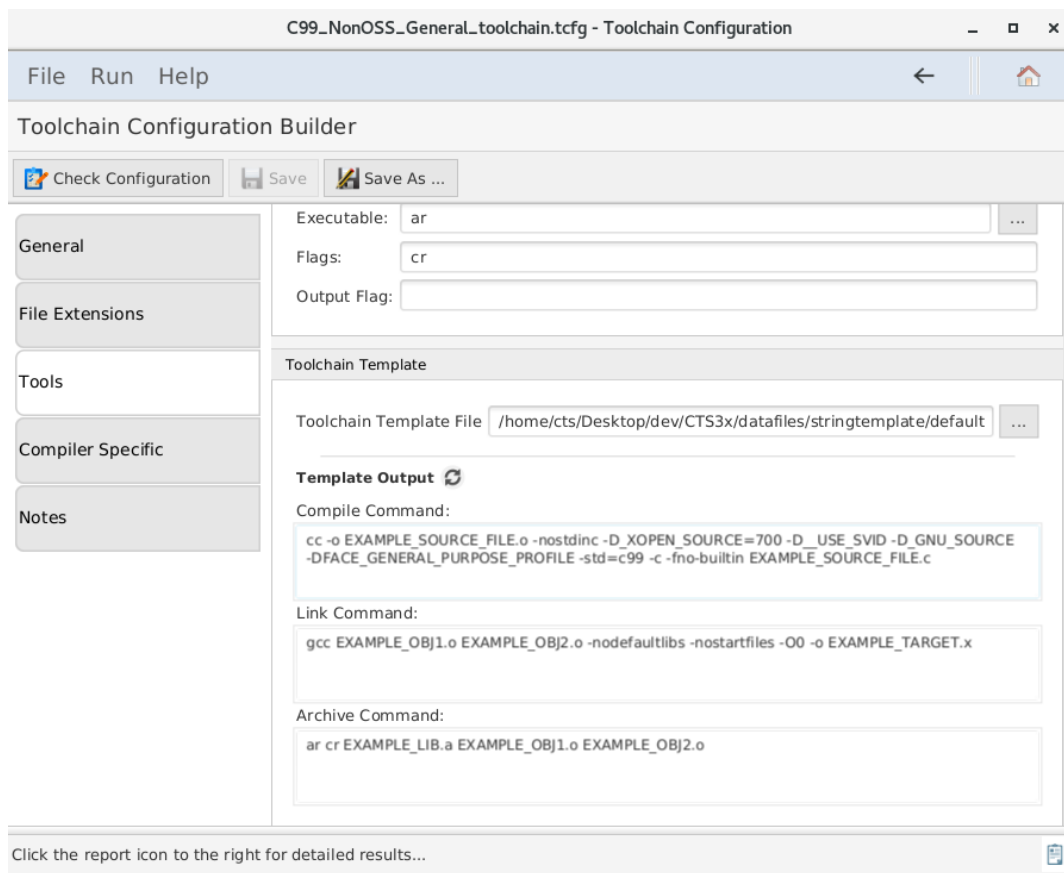 C99_NonOSS_General_toolchain.tcfg - Toolchain Configuration
File Run Help
Toolchain Configuration Builder
Check Configuration Save Save As ...
General
File Extensions
Tools
Compiler Specific
Notes
Executable: ar ...
Flags: cr
Output Flag:
Toolchain Template
Toolchain Template File /home/cts/Desktop/dev/CTS3x/datafiles/stringtemplate/default ...
Template Output
Compile Command:
cc -o EXAMPLE_SOURCE_FILE.o -nostdinc -D_XOPEN_SOURCE=700 -D__USE_SVID -D_GNU_SOURCE
-DFACE_GENERAL_PURPOSE_PROFILE -std=c99 -c -fno-builtin EXAMPLE_SOURCE_FILE.c
Link Command:
gcc EXAMPLE_OBJ1.o EXAMPLE_OBJ2.o -nodefaultlibs -nostartfiles -O0 -o EXAMPLE_TARGET.x
Archive Command:
ar cr EXAMPLE_LIB.a EXAMPLE_OBJ1.o EXAMPLE_OBJ2.o
Click the report icon to the right for detailed results...